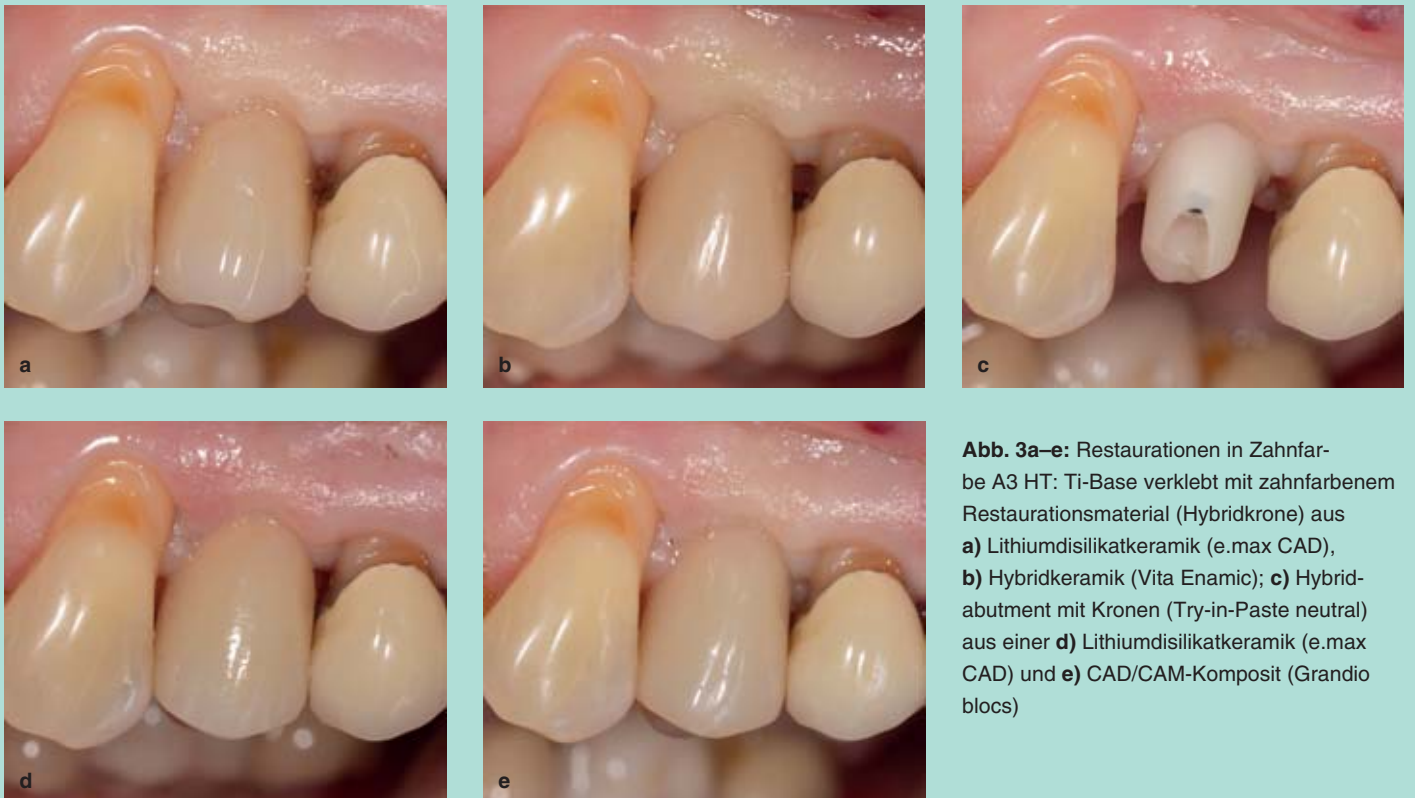 a
b
c
d
e
Abb. 3a–e: Restaurationen in Zahnfar-
be A3 HT: Ti-Base verklebt mit zahnfarbenem
Restaurationsmaterial (Hybridkrone) aus
a) Lithiumdisilikatkeramik (e.max CAD),
b) Hybridkeramik (Vita Enamic); c) Hybrid-
abutment mit Kronen (Try-in-Paste neutral)
aus einer d) Lithiumdisilikatkeramik (e.max
CAD) und e) CAD/CAM-Komposit (Grandio
blocs)